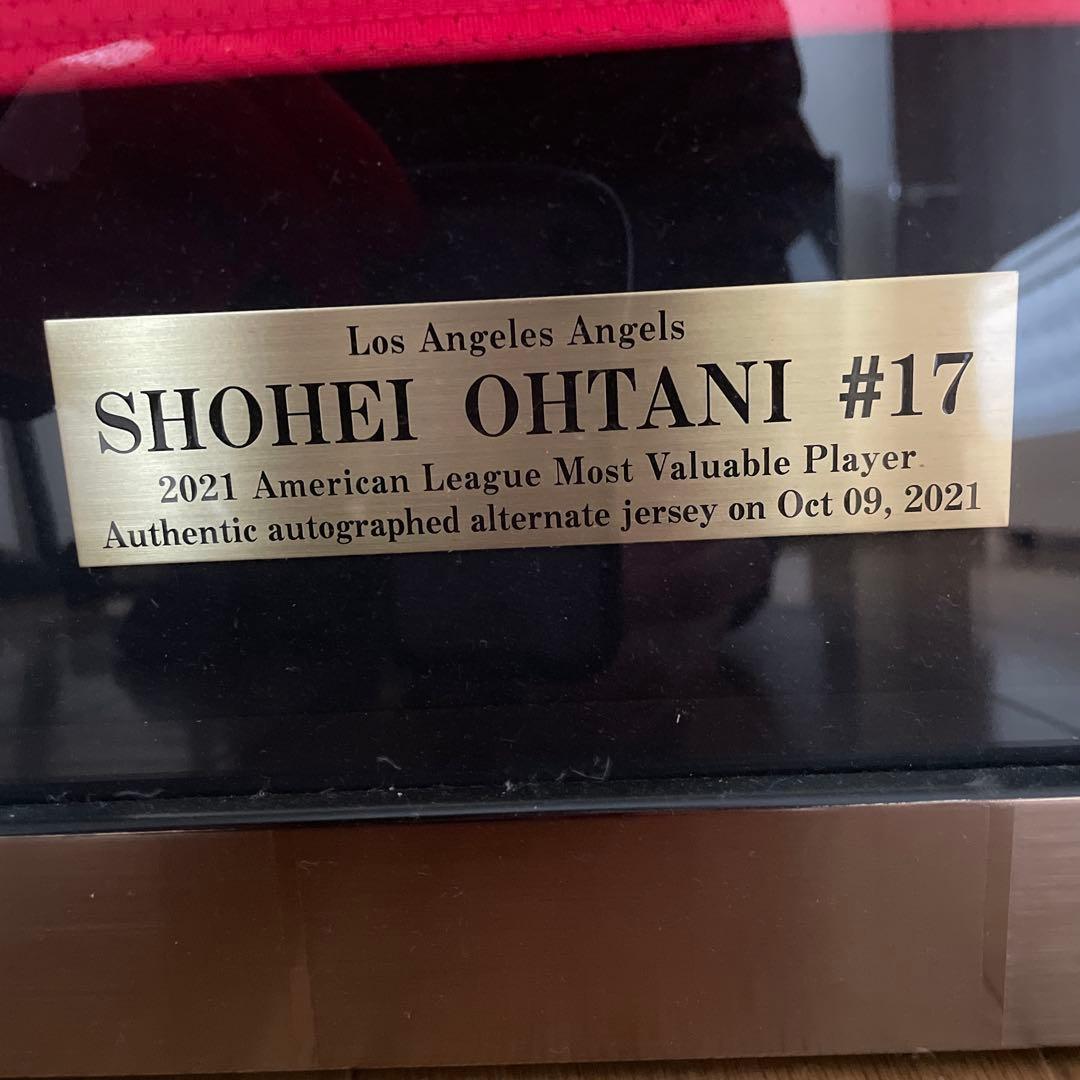 Los Angeles Angels
SHOHEI OHTANI #17
2021 American League Most Valuable Player
Authentic autographed alternate jersey on Oct 09, 2021